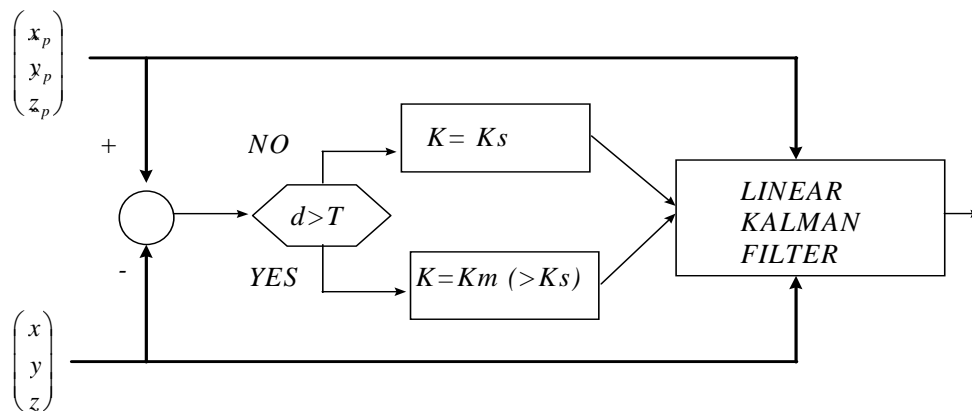 x_p
y_p
z_p
+
NO
K= Ks
d>T
LINEAR
KALMAN
FILTER
-
YES
K=Km (>Ks)
x
y
z